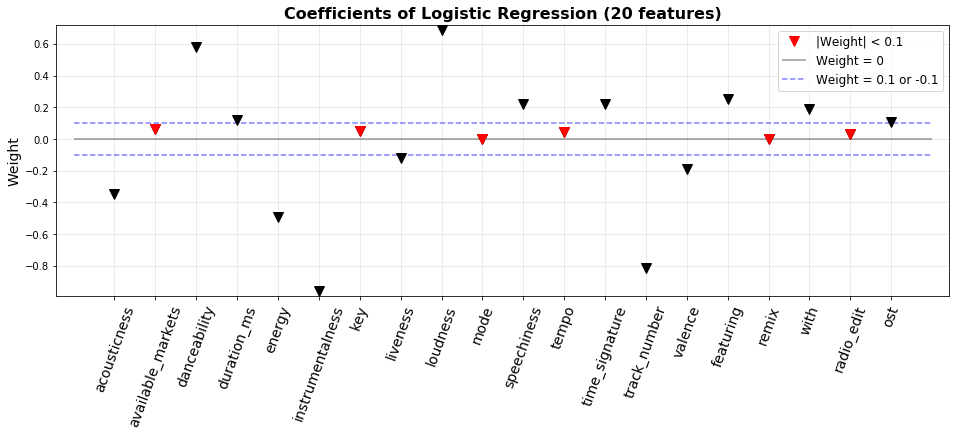 Coefficients of Logistic Regression (20 features)
|Weight| < 0.1
Weight = 0
Weight = 0.1 or -0.1
Weight
0.6
0.4
0.2
0.0
−0.2
−0.4
−0.6
−0.8
acousticness
available_markets
danceability
duration_ms
energy
instrumentalness
key
liveness
loudness
mode
speechiness
tempo
time_signature
track_number
valence
featuring
remix
with
radio_edit
ost